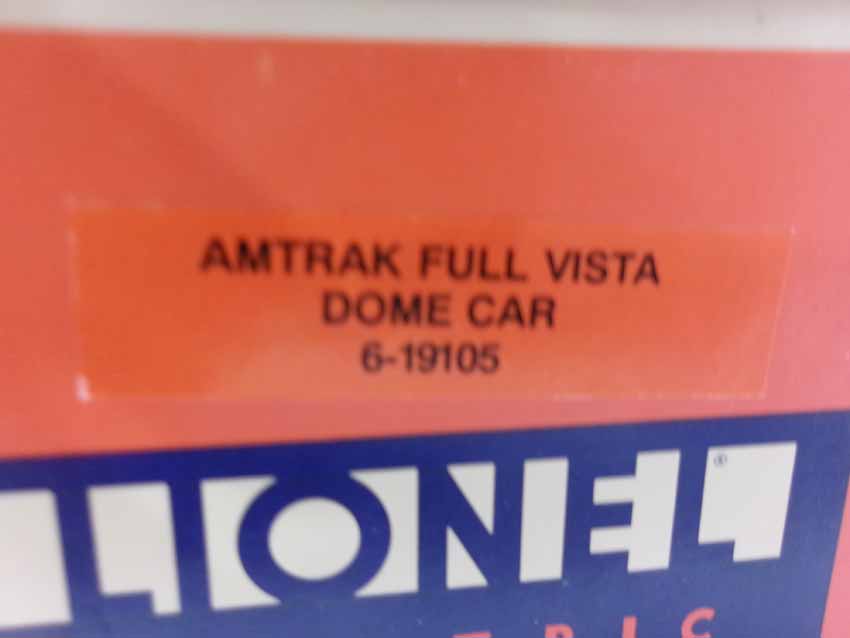 AMTRAK FULL VISTA
DOME CAR
6-19105
LIONEL®